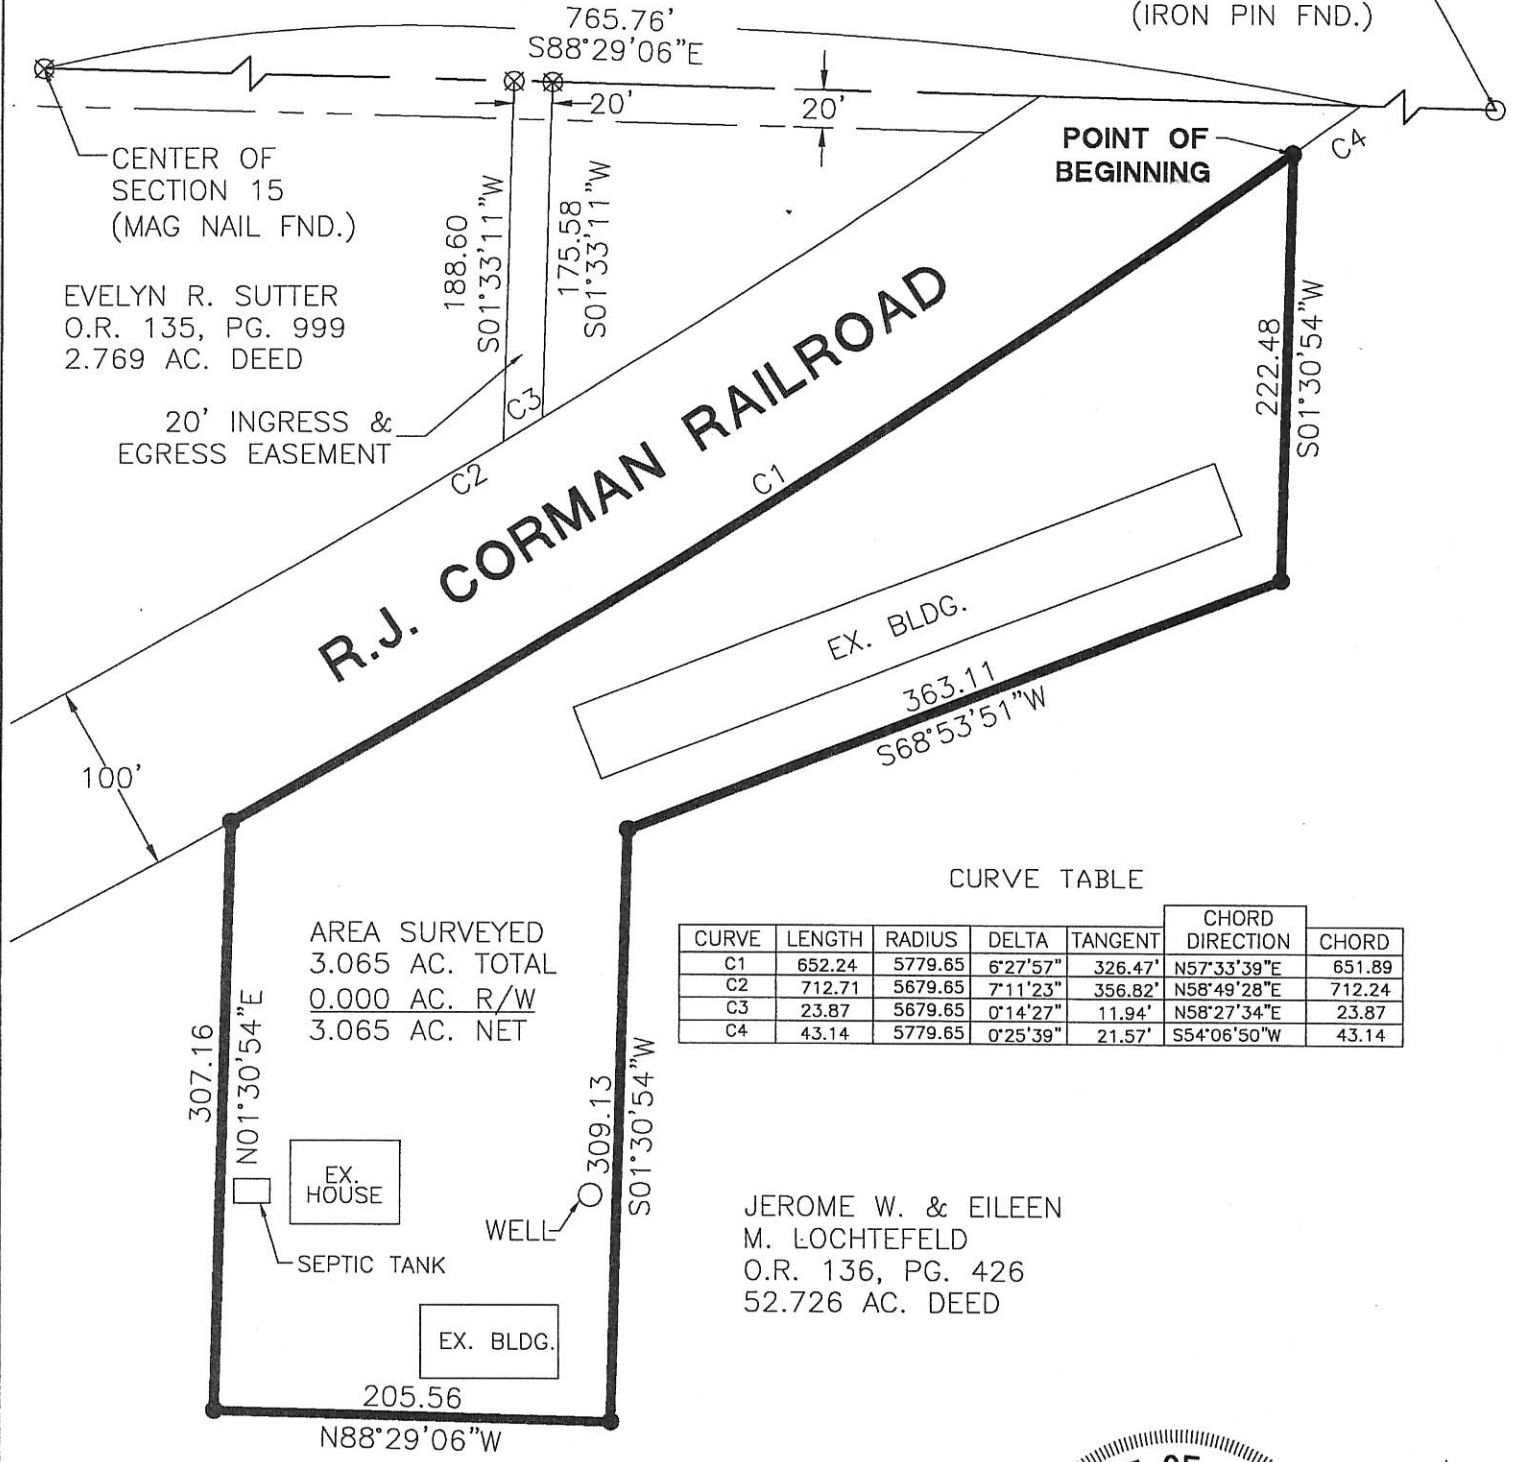 765.76'
S88°29'06"E
(IRON PIN FND.)
20'
20'
CENTER OF
SECTION 15
(MAG NAIL FND.)
POINT OF
BEGINNING
C4
188.60
S01°33'11"W
175.58
S01°33'11"W
EVELYN R. SUTTER
O.R. 135, PG. 999
2.769 AC. DEED
20' INGRESS &
EGRESS EASEMENT
C3
C2
C1
R.J. CORMAN RAILROAD
222.48
S01°30'54"W
EX. BLDG.
363.11
S68°53'51"W
100'
CURVE TABLE
CURVE LENGTH RADIUS DELTA TANGENT CHORD DIRECTION CHORD
C1 652.24 5779.65 6°27'57" 326.47' N57°33'39"E 651.89
C2 712.71 5679.65 7°11'23" 356.82' N58°49'28"E 712.24
C3 23.87 5679.65 0°14'27" 11.94' N58°27'34"E 23.87
C4 43.14 5779.65 0°25'39" 21.57' S54°06'50"W 43.14
AREA SURVEYED
3.065 AC. TOTAL
0.000 AC. R/W
3.065 AC. NET
307.16
N01°30'54"E
309.13
S01°30'54"W
EX.
HOUSE
WELL
SEPTIC TANK
EX. BLDG.
JEROME W. & EILEEN
M. LOCHTEFELD
O.R. 136, PG. 426
52.726 AC. DEED
205.56
N88°29'06"W